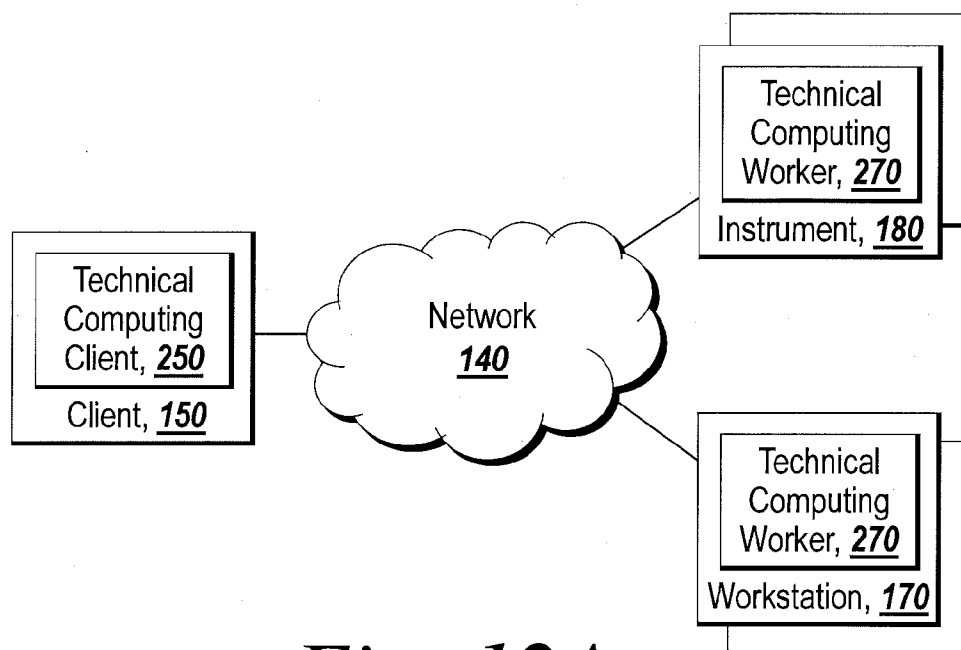 Technical
Computing
Client, 250
Client, 150
Network
140
Technical
Computing
Worker, 270
Instrument, 180
Technical
Computing
Worker, 270
Workstation, 170